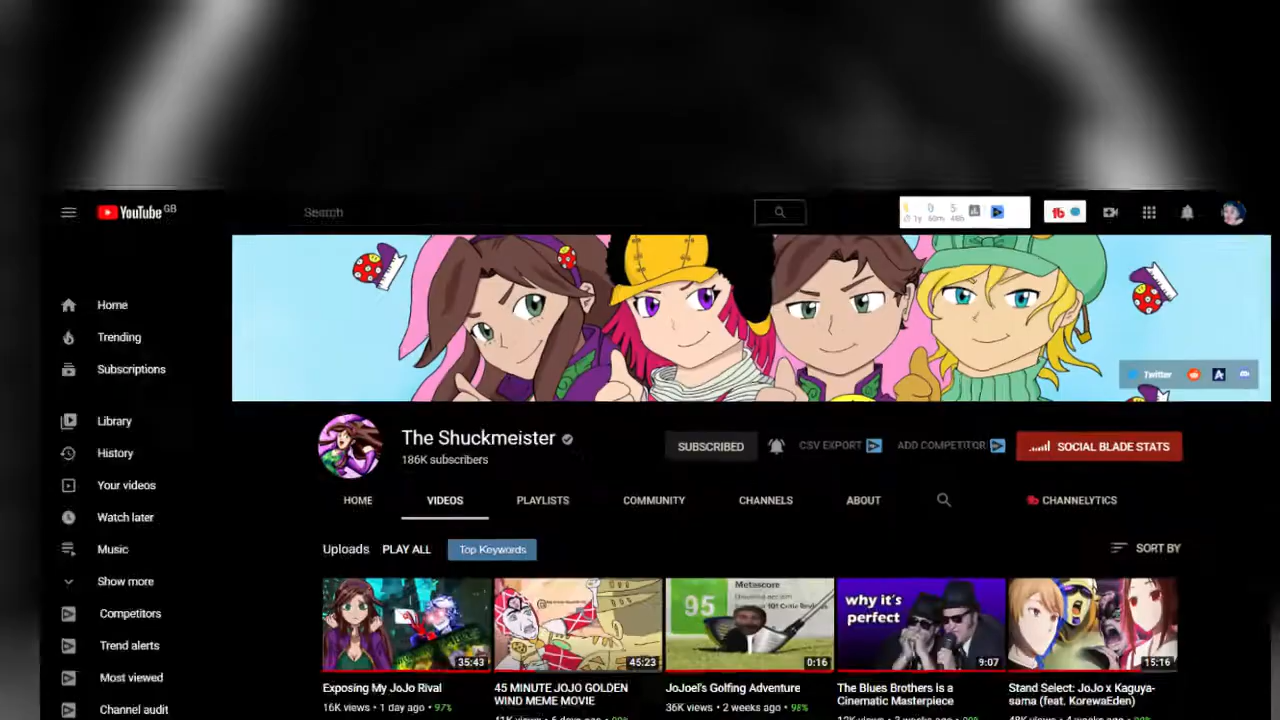 YouTube GB
Search
0 5
1y 60m 48h
Home
Trending
Subscriptions
Library
History
Your videos
Watch later
Music
Show more
Competitors
Trend alerts
Most viewed
Channel audit
Twitter
The Shuckmeister
186K subscribers
SUBSCRIBED
CSV EXPORT
ADD COMPETITOR
SOCIAL BLADE STATS
HOME
VIDEOS
PLAYLISTS
COMMUNITY
CHANNELS
ABOUT
CHANNELYTICS
Uploads
PLAY ALL
Top Keywords
SORT BY
35:43
45:23
Metascore
95
0:16
why it's
perfect
9:07
15:16
Exposing My JoJo Rival
16K views • 1 day ago • 97%
45 MINUTE JOJO GOLDEN
WIND MEME MOVIE
JoJoel's Golfing Adventure
36K views • 2 weeks ago • 98%
The Blues Brothers is a
Cinematic Masterpiece
Stand Select: JoJo x Kaguya-
sama (feat. KorewaEden)